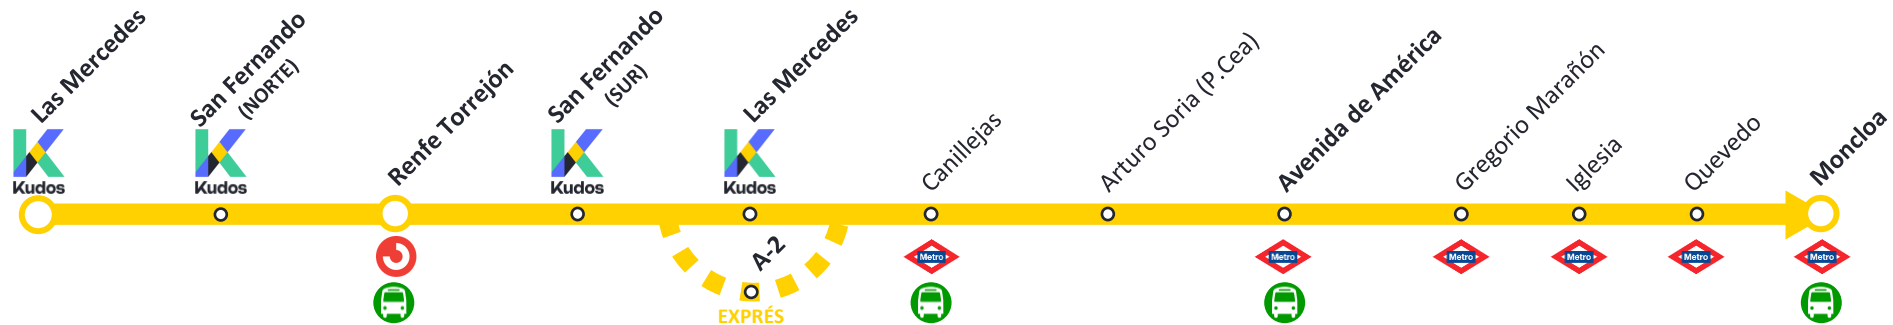 Las Mercedes
San Fernando
(NORTE)
Renfe Torrejón
San Fernando
(SUR)
Las Mercedes
Canillejas
Arturo Soria (P.Cea)
Avenida de América
Gregorio Marañón
Iglesia
Quevedo
Moncloa
Kudos
Kudos
Kudos
Kudos
A-2
EXPRÉS
Metro
Metro
Metro
Metro
Metro
Metro